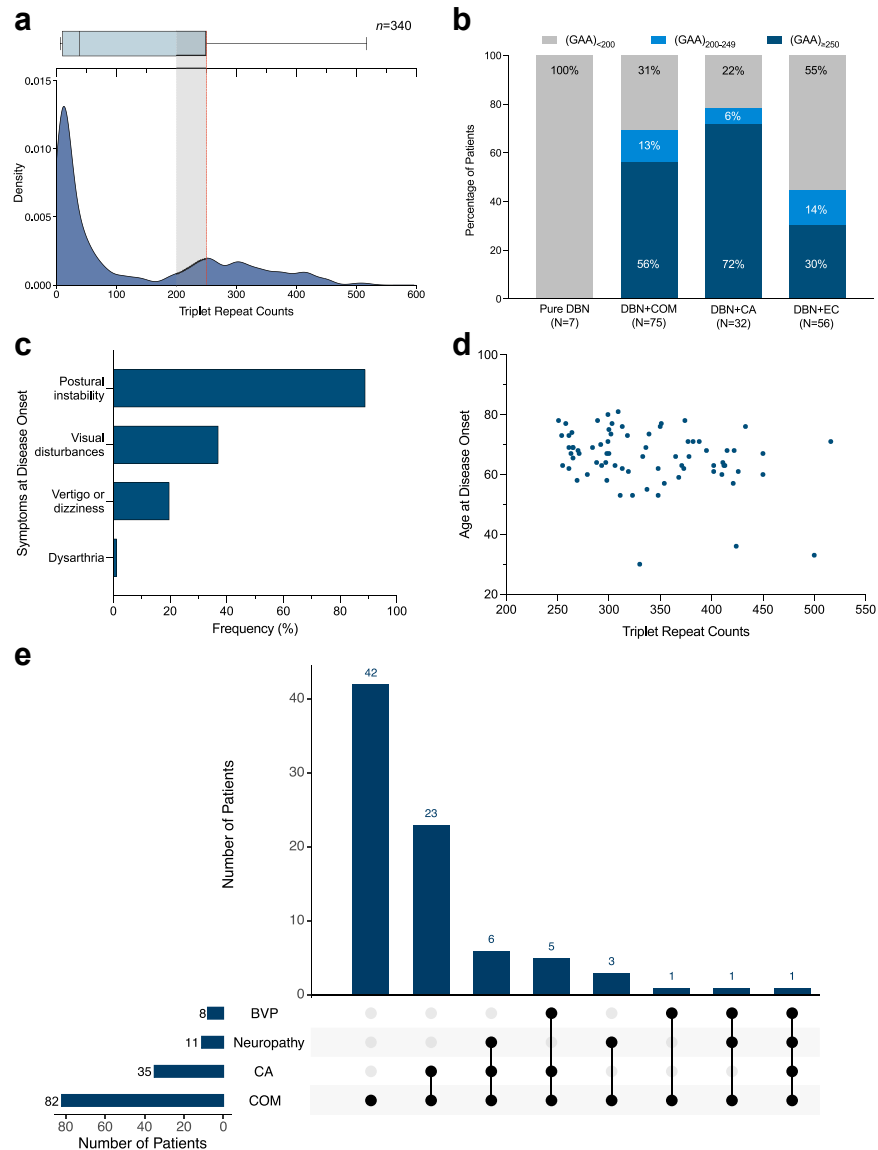 a
n=340
0.015
0.010
0.005
0.000
Density
0
100
200
300
400
500
600
Triplet Repeat Counts
b
(GAA)<200
(GAA)200-249
(GAA)≥250
100
80
60
40
20
0
Percentage of Patients
100%
31%
22%
55%
13%
6%
14%
56%
72%
30%
Pure DBN
(N=7)
DBN+COM
(N=75)
DBN+CA
(N=32)
DBN+EC
(N=56)
c
Symptoms at Disease Onset
Postural
instability
Visual
disturbances
Vertigo or
dizziness
Dysarthria
0
20
40
60
80
100
Frequency (%)
d
100
80
60
40
20
Age at Disease Onset
200
250
300
350
400
450
500
550
Triplet Repeat Counts
e
Number of Patients
40
30
20
10
0
42
23
6
5
3
1
1
1
8
BVP
11
Neuropathy
35
CA
82
COM
80
60
40
20
0
Number of Patients